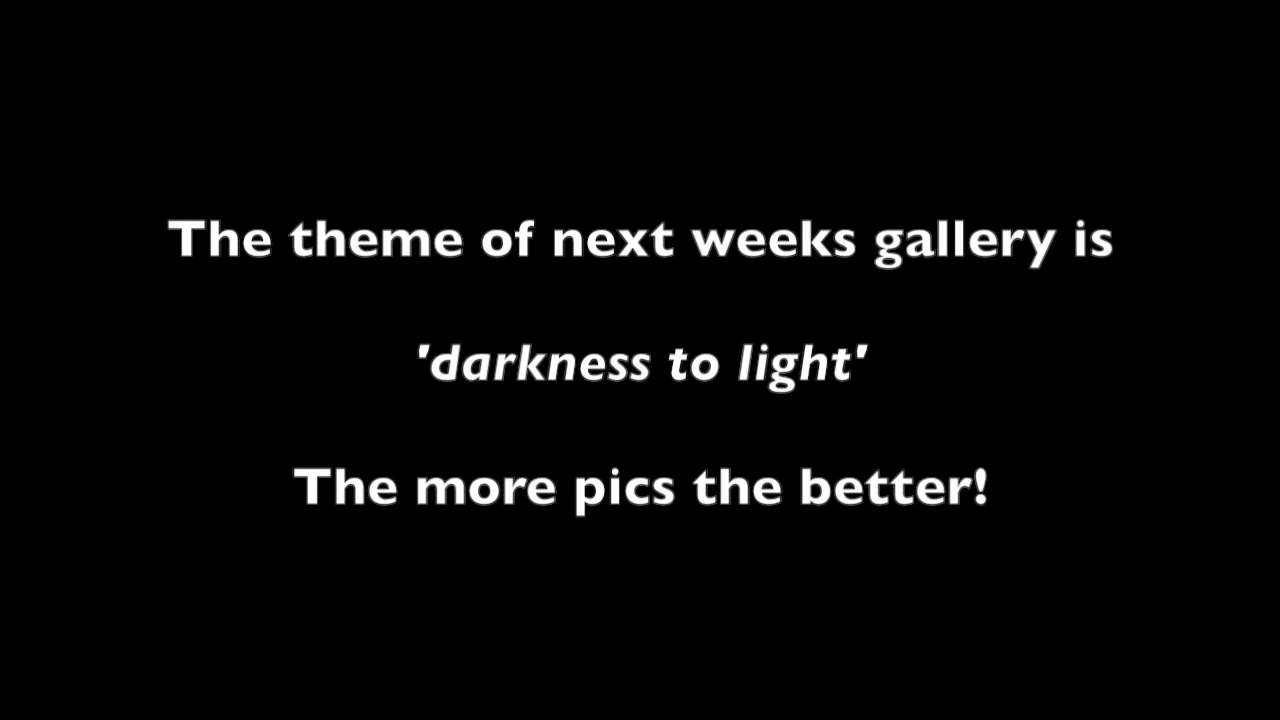 The theme of next weeks gallery is
'darkness to light'
The more pics the better!